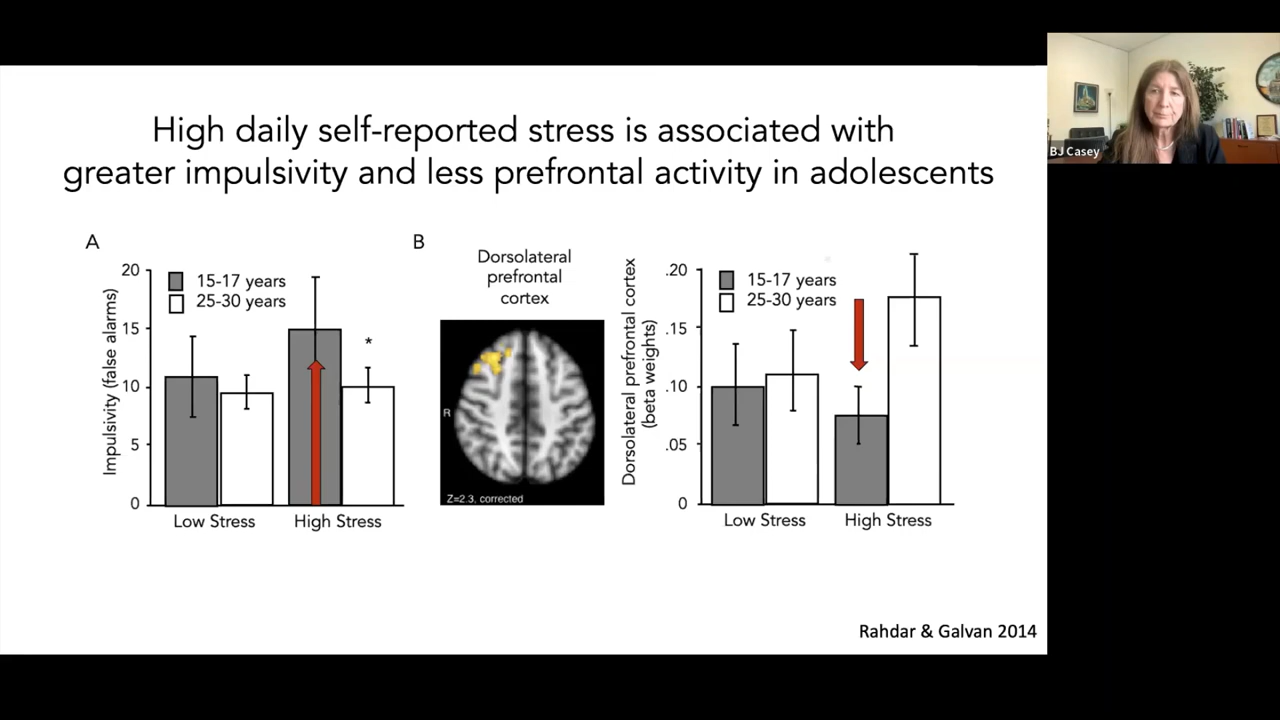 High daily self-reported stress is associated with
greater impulsivity and less prefrontal activity in adolescents
A
Impulsivity (false alarms)
20
15
10
5
0
15-17 years
25-30 years
*
Low Stress
High Stress
B
Dorsolateral
prefrontal
cortex
R
Z=2.3, corrected
Dorsolateral prefrontal cortex
(beta weights)
.20
.15
.10
.05
0
15-17 years
25-30 years
Low Stress
High Stress
Rahdar & Galvan 2014
BJ Casey